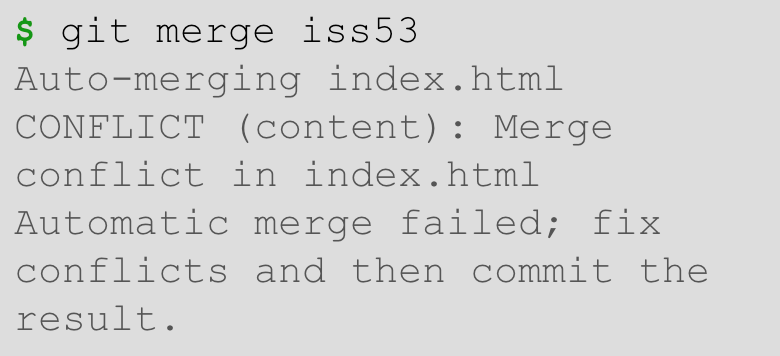 $ git merge iss53
Auto-merging index.html
CONFLICT (content): Merge
conflict in index.html
Automatic merge failed; fix
conflicts and then commit the
result.